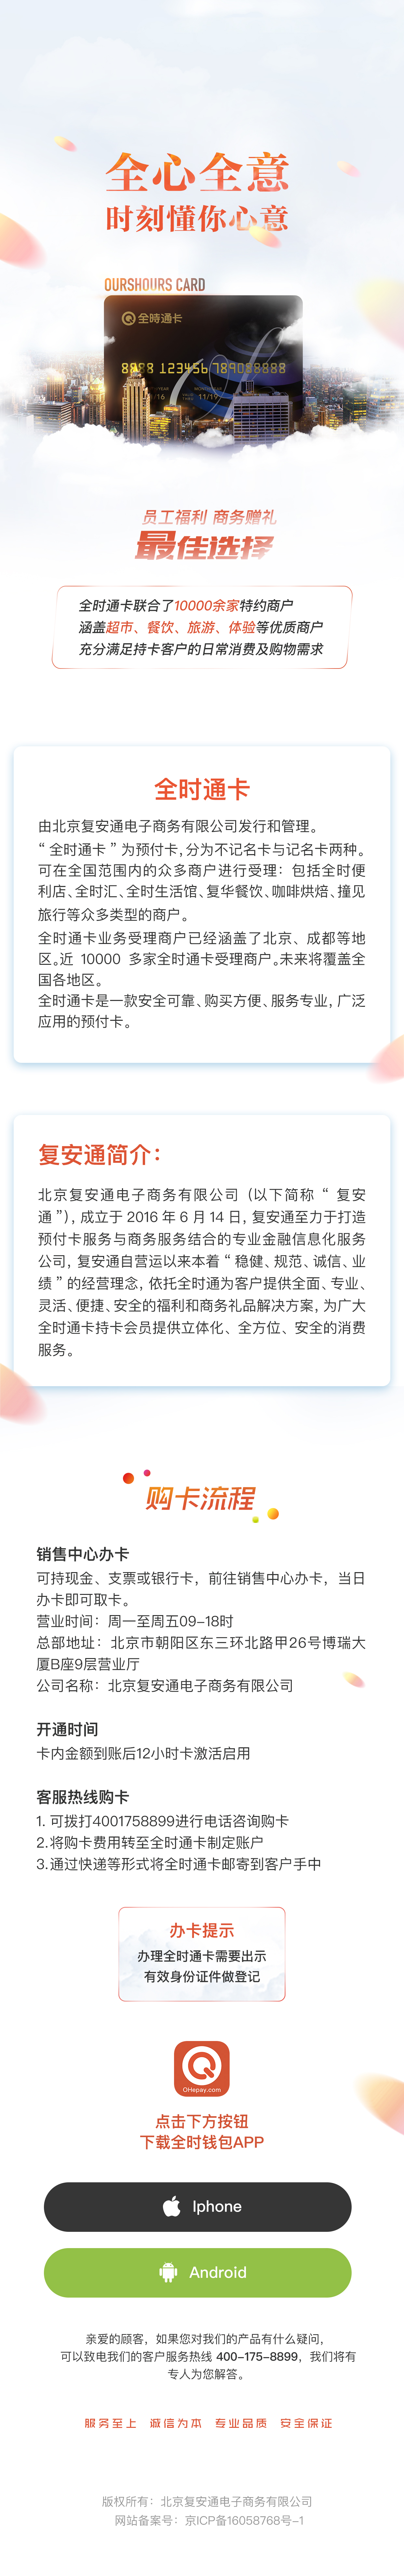 全心全意
时刻懂你心意
OURSHOURS CARD
全時通卡
8888 123456 789088888
11/19
员工福利 商务赠礼
最佳选择
全时通卡联合了10000余家特约商户
涵盖超市、餐饮、旅游、体验等优质商户
充分满足持卡客户的日常消费及购物需求
全时通卡
由北京复安通电子商务有限公司发行和管理。
“全时通卡”为预付卡，分为不记名卡与记名卡两种。
可在全国范围内的众多商户进行受理：包括全时便
利店、全时汇、全时生活馆、复华餐饮、咖啡烘焙、撞见
旅行等众多类型的商户。
全时通卡业务受理商户已经涵盖了北京、成都等地
区。近 10000 多家全时通卡受理商户。未来将覆盖全
国各地区。
全时通卡是一款安全可靠、购买方便、服务专业，广泛
应用的预付卡。
复安通简介：
北京复安通电子商务有限公司（以下简称“复安
通”），成立于 2016 年 6 月 14 日，复安通至力于打造
预付卡服务与商务服务结合的专业金融信息化服务
公司，复安通自营运以来本着“稳健、规范、诚信、业
绩”的经营理念，依托全时通为客户提供全面、专业、
灵活、便捷、安全的福利和商务礼品解决方案，为广大
全时通卡持卡会员提供立体化、全方位、安全的消费
服务。
购卡流程
销售中心办卡
可持现金、支票或银行卡，前往销售中心办卡，当日
办卡即可取卡。
营业时间：周一至周五09-18时
总部地址：北京市朝阳区东三环北路甲26号博瑞大
厦B座9层营业厅
公司名称：北京复安通电子商务有限公司
开通时间
卡内金额到账后12小时卡激活启用
客服热线购卡
1. 可拨打4001758899进行电话咨询购卡
2.将购卡费用转至全时通卡制定账户
3.通过快递等形式将全时通卡邮寄到客户手中
办卡提示
办理全时通卡需要出示
有效身份证件做登记
OHepay.com
点击下方按钮
下载全时钱包APP
Iphone
Android
亲爱的顾客，如果您对我们的产品有什么疑问，
可以致电我们的客户服务热线 400-175-8899，我们将有
专人为您解答。
服务至上 诚信为本 专业品质 安全保证
版权所有：北京复安通电子商务有限公司
网站备案号：京ICP备16058768号-1